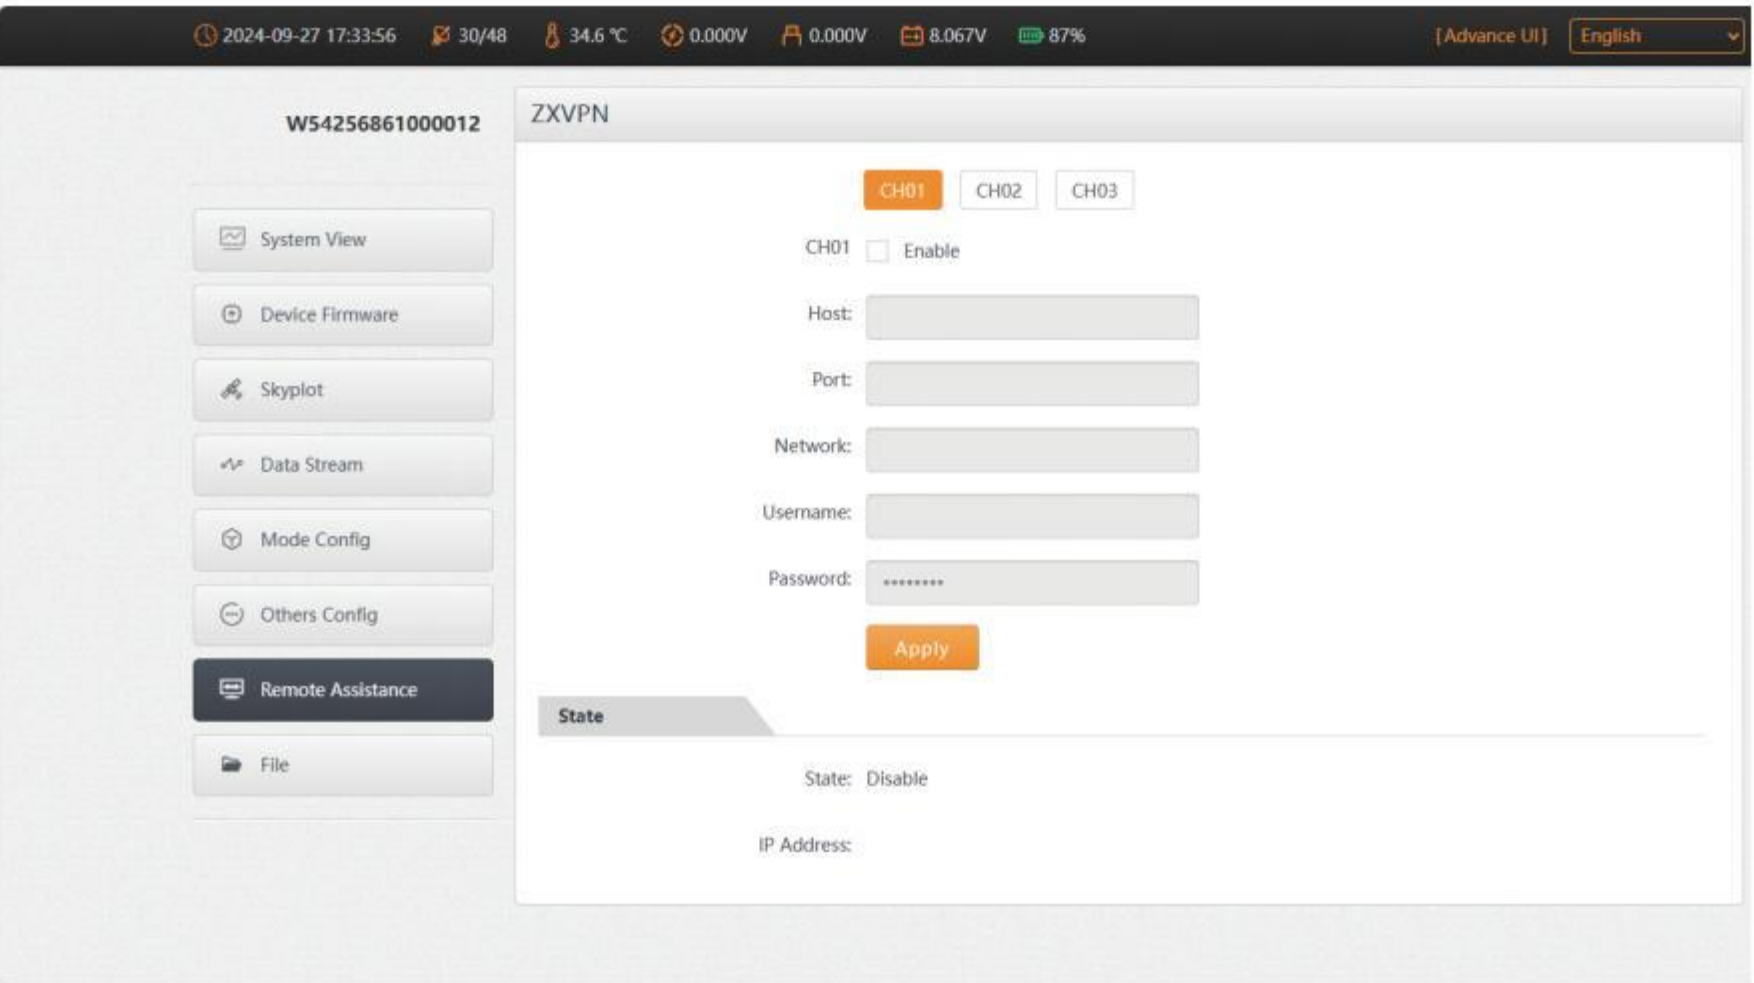 2024-09-27 17:33:56 30/48 34.6 ℃ 0.000V 0.000V 8.067V 87% [Advance UI] English
W54256861000012
System View
Device Firmware
Skyplot
Data Stream
Mode Config
Others Config
Remote Assistance
File
ZXVPN
CH01 CH02 CH03
CH01 Enable
Host:
Port:
Network:
Username:
Password: ••••••••
Apply
State
State: Disable
IP Address: